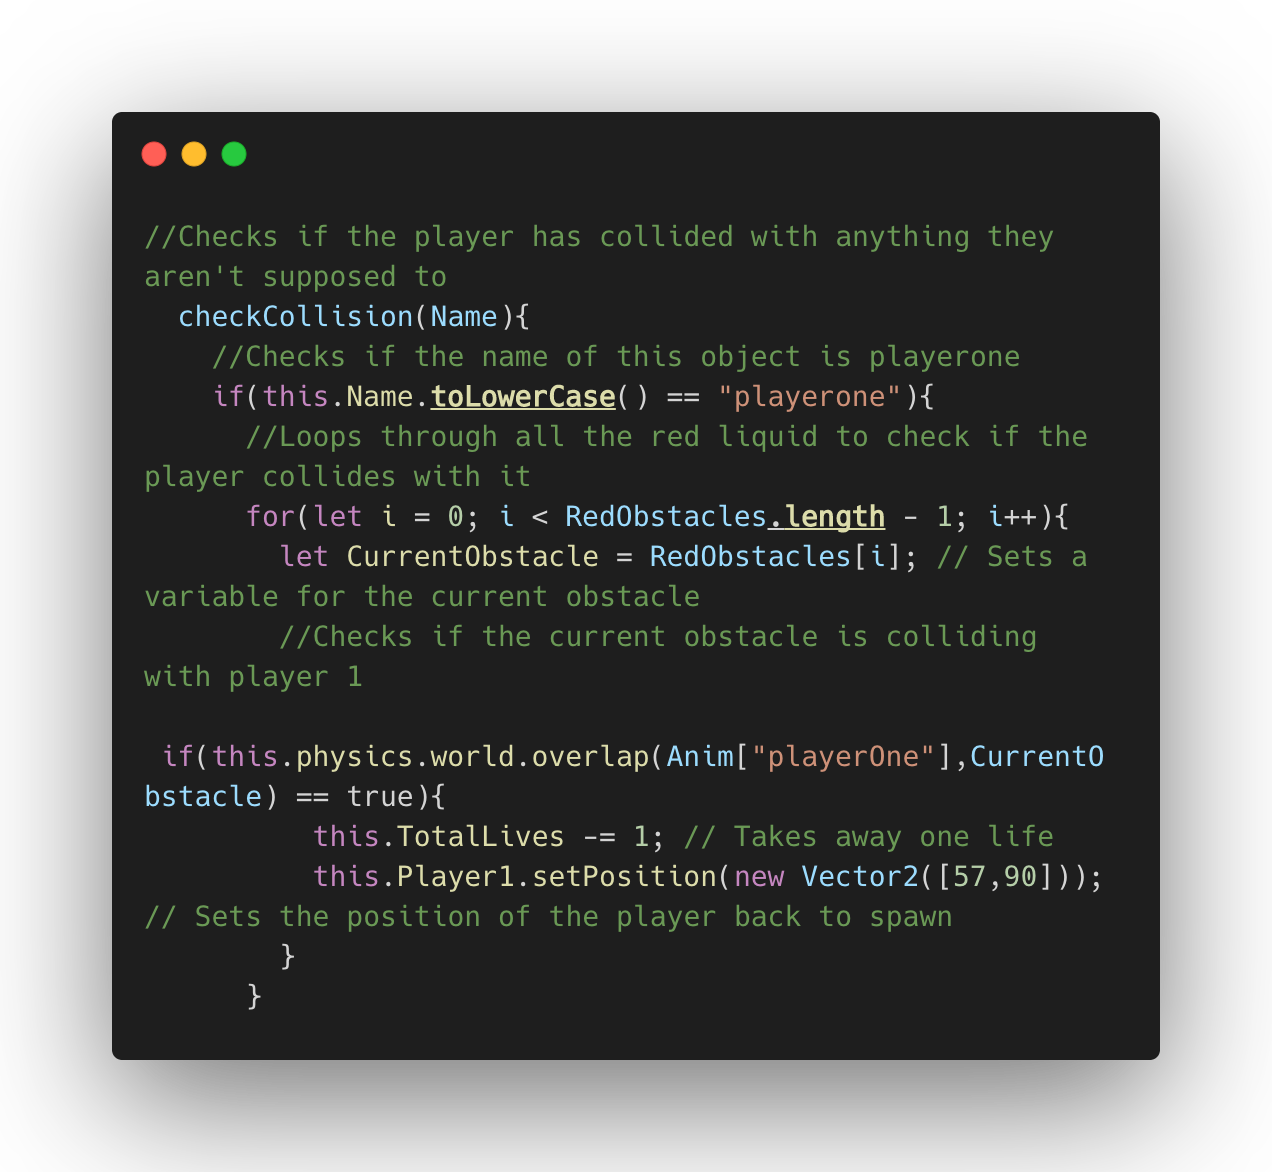 //Checks if the player has collided with anything they
aren't supposed to
  checkCollision(Name){
    //Checks if the name of this object is playerone
    if(this.Name.toLowerCase() == "playerone"){
      //Loops through all the red liquid to check if the
player collides with it
      for(let i = 0; i < RedObstacles.length - 1; i++){
        let CurrentObstacle = RedObstacles[i]; // Sets a
variable for the current obstacle
        //Checks if the current obstacle is colliding
with player 1

 if(this.physics.world.overlap(Anim["playerOne"],CurrentO
bstacle) == true){
          this.TotalLives -= 1; // Takes away one life
          this.Player1.setPosition(new Vector2([57,90]));
// Sets the position of the player back to spawn
        }
      }